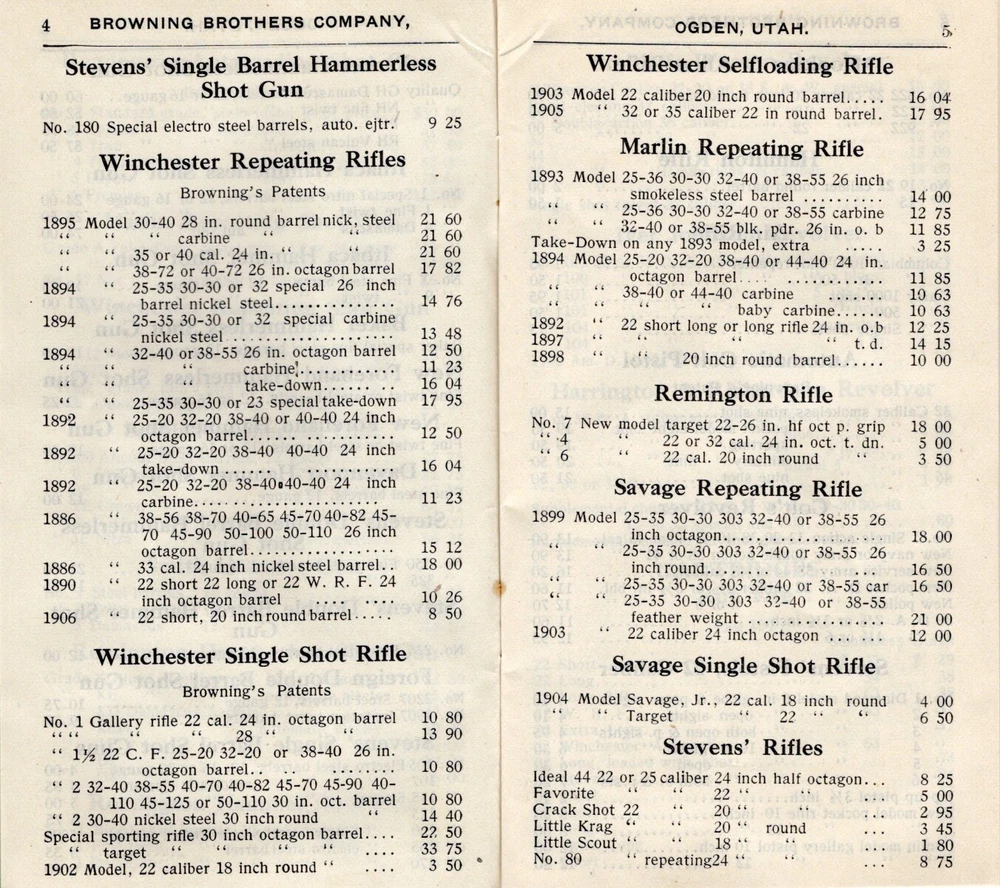 4 BROWNING BROTHERS COMPANY,
Stevens' Single Barrel Hammerless
Shot Gun
No. 180 Special electro steel barrels, auto. ejtr. 9 25
Winchester Repeating Rifles
Browning's Patents
1895 Model 30-40 28 in. round barrel nick. stee 21 60
" " carbine " " 21 60
" " 35 or 40 cal. 24 in. " " 21 60
" " 38-72 or 40-72 26 in. octagon barrel 17 82
1894 " 25-35 30-30 or 32 special 26 inch
barrel nickel steel.................. 14 76
1894 " 25-35 30-30 or 32 special carbine
nickel steel ..................... 13 48
1894 " 32-40 or 38-55 26 in. octagon barrel 12 50
" " " carbine......... 11 23
" " " take-down. ...... 16 04
" " 25-35 30-30 or 23 special take-down 17 95
1892 " 25-20 32-20 38-40 or 40-40 24 inch
octagon barrel..................... 12 50
1892 " 25-20 32-20 38-40 40-40 24 inch
take-down ........................ 16 04
1892 " 25-20 32-20 38-40 40-40 24 inch
carbine............................ 11 23
1886 " 38-56 38-70 40-65 45-70 40-82 45-
70 45-90 50-100 50-110 26 inch
octagon barrel..................... 15 12
1886 " 33 cal. 24 inch nickel steel barrel.. 18 00
1890 " 22 short 22 long or 22 W. R. F. 24
inch octagon barrel ............... 10 26
1906 " 22 short, 20 inch round barrel ..... 8 50
Winchester Single Shot Rifle
Browning's Patents
No. 1 Gallery rifle 22 cal. 24 in. octagon barrel 10 80
" " " 28 " " " 13 90
" 1½ 22 C. F. 25-20 32-20 or 38-40 26 in.
octagon barrel.. .. ............ 10 80
" 2 32-40 38-55 40-70 40-82 45-70 45-90 40-
110 45-125 or 50-110 30 in. oct. barrel 10 80
" 2 30-40 nickel steel 30 inch round " 14 40
Special sporting rifle 30 inch octagon barrel.... 22 50
" " target " " " " .... 33 75
1902 Model, 22 caliber 18 inch round " .... 3 50
OGDEN, UTAH. 5
Winchester Selfloading Rifle
1903 Model 22 caliber 20 inch round barrel..... 16 04
1905 " 32 or 35 caliber 22 in round barrel. 17 95
Marlin Repeating Rifle
1893 Model 25-36 30-30 32-40 or 38-55 26 inch
smokeless steel barrel .......... 14 00
" " 25-36 30-30 32-40 or 38-55 carbine 12 75
" " 32-40 or 38-55 blk. pdr. 26 in. o. b 11 85
Take-Down on any 1893 model, extra ..... 3 25
1894 Model 25-20 32-20 38-40 or 44-40 24 in.
octagon barrel.... ............. 11 85
" " 38-40 or 44-40 carbine ..... 10 63
" " " " baby carbine....... 10 63
1892 " 22 short long or long rifle 24 in. o.b 12 25
1897 " " " " " t. d. 14 15
1898 " 20 inch round barrel...... 10 00
Remington Rifle
No. 7 New model target 22-26 in. hf oct p. grip 18 00
" 4 " 22 or 32 cal. 24 in. oct. t. dn. 5 00
" 6 " 22 cal. 20 inch round " 3 50
Savage Repeating Rifle
1899 Model 25-35 30-30 303 32-40 or 38-55 26
inch octagon.................... 18.00
" " 25-35 30-30 303 32-40 or 38-55 26
inch round...................... 16 50
" " 25-35 30-30 303 32-40 or 38-55 car 16 50
" " 25-35 30-30 303 32-40 or 38-55
feather weight ................. 21 00
1903 " 22 caliber 24 inch octagon ...... 12 00
Savage Single Shot Rifle
1904 Model Savage, Jr., 22 cal. 18 inch round 4 00
" " Target " 22 " " 6 50
Stevens' Rifles
Ideal 44 22 or 25 caliber 24 inch half octagon... 8 25
Favorite " " 22 " " ... 5 00
Crack Shot 22 " 20 " " ... 2 95
Little Krag " " 20 " round ... 3 45
Little Scout " " 18 " " ... 1 80
No. 80 " repeating 24 " " ... 8 75